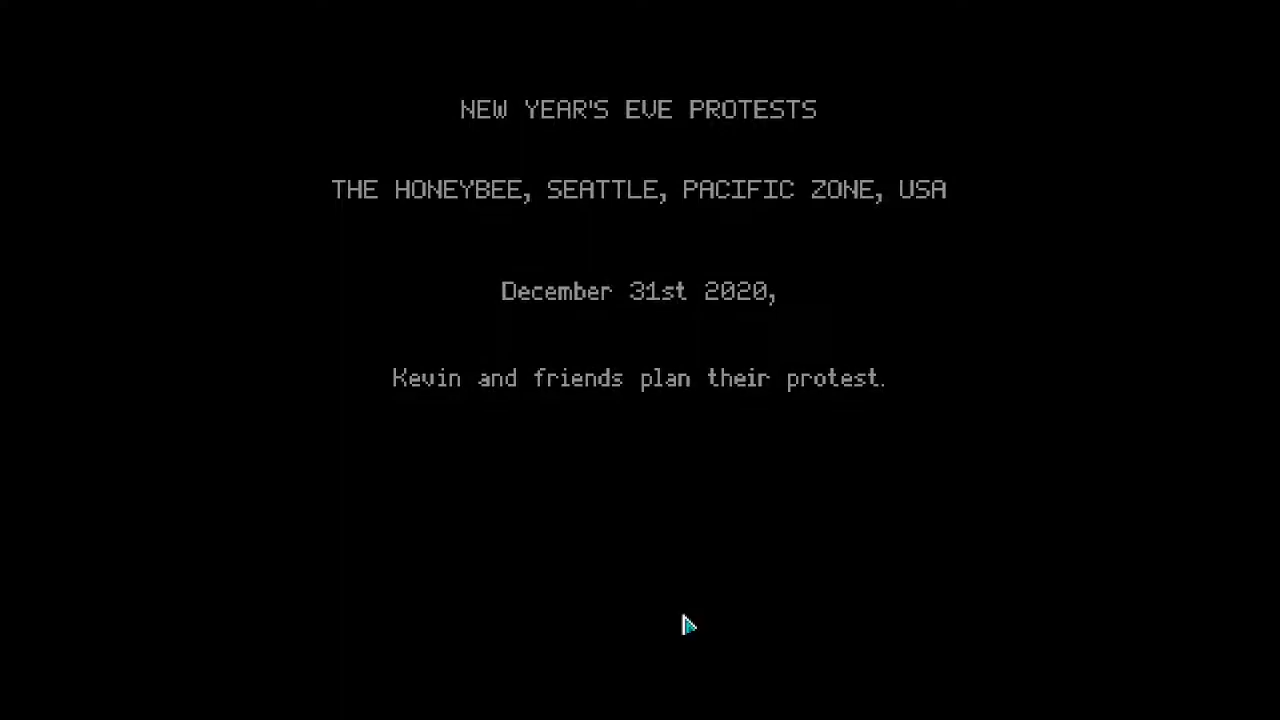 NEW YEAR'S EVE PROTESTS
THE HONEYBEE, SEATTLE, PACIFIC ZONE, USA
December 31st 2020,
Kevin and friends plan their protest.